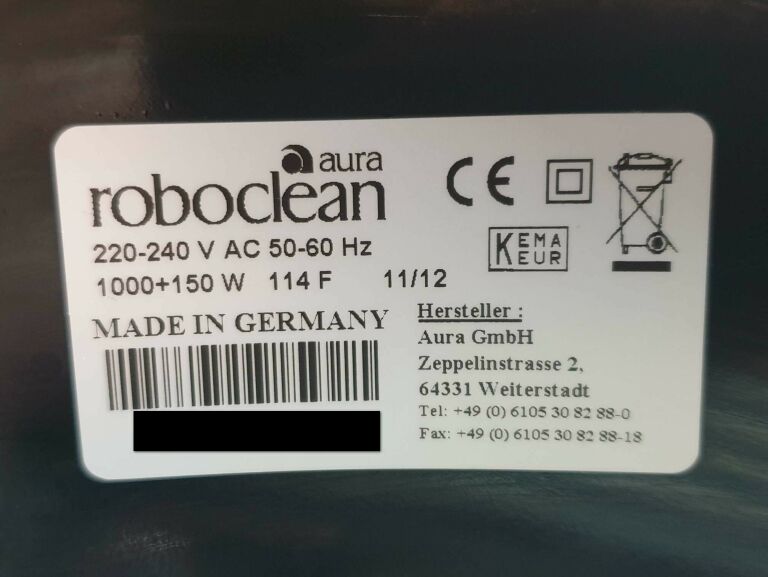 aura
roboclean
220-240 V AC 50-60 Hz
1000+150 W 114 F 11/12
MADE IN GERMANY
CE
KEMA
EUR
Hersteller :
Aura GmbH
Zeppelinstrasse 2,
64331 Weiterstadt
Tel: +49 (0) 6105 30 82 88-0
Fax: +49 (0) 6105 30 82 88-18